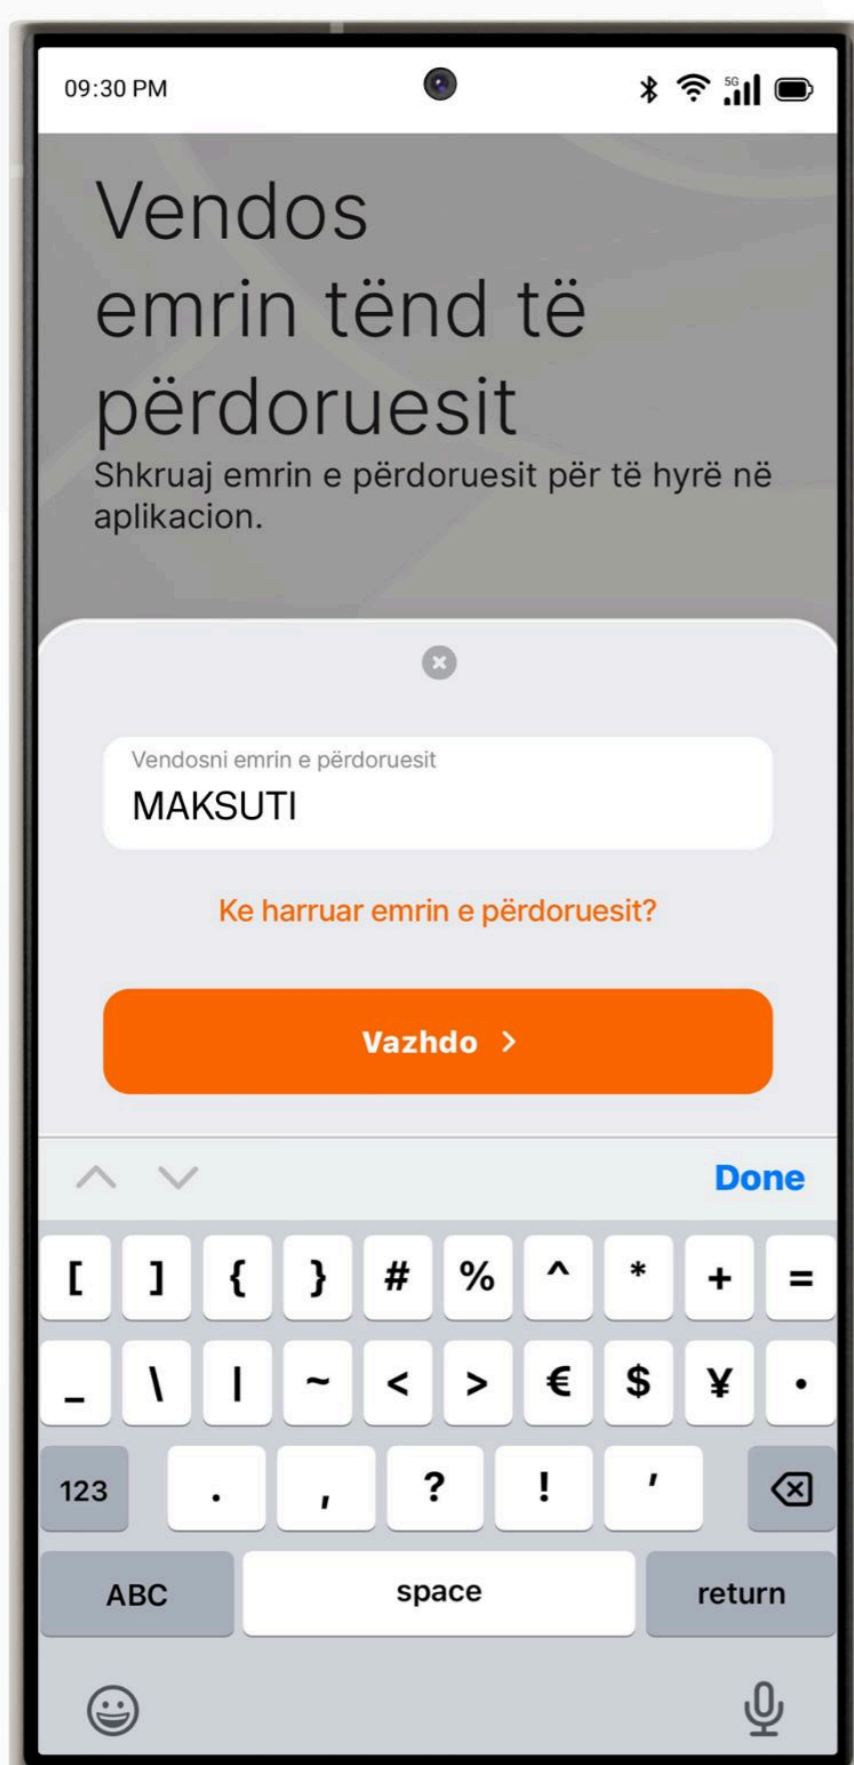 09:30 PM
5G
Vendos
emrin tënd të
përdoruesit
Shkruaj emrin e përdoruesit për të hyrë në
aplikacion.
Vendosni emrin e përdoruesit
MAKSUTI
Ke harruar emrin e përdoruesit?
Vazhdo >
Done
[ ] { } # % ^ * + =
_ \ | ~ < > € $ ¥ •
123 . , ? ! '
ABC space return